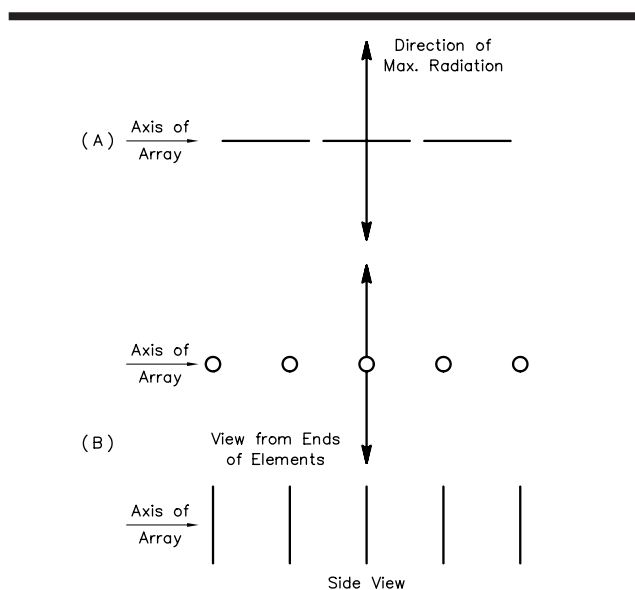 Direction of
Max. Radiation
(A)
Axis of
Array
Axis of
Array
(B)
View from Ends
of Elements
Axis of
Array
Side View